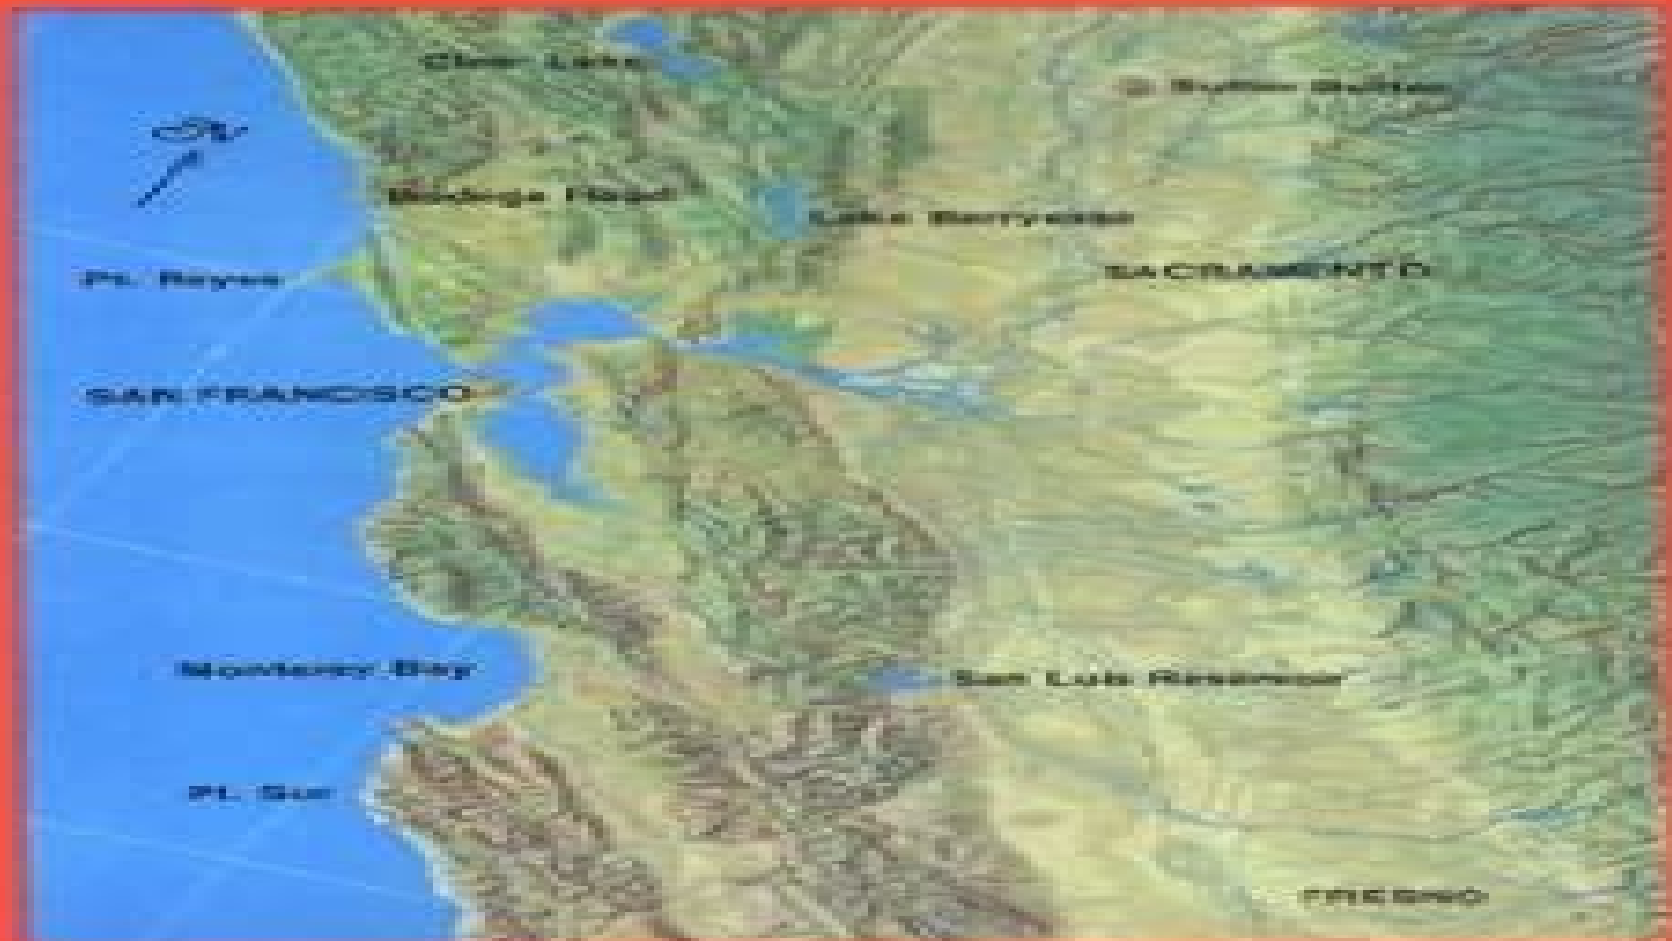 Clear Lake
Sutter Buttes
Bodega Head
Lake Berryessa
SACRAMENTO
Pt. Reyes
SAN FRANCISCO
Monterey Bay
San Luis Reservoir
Pt. Sur
FRESNO